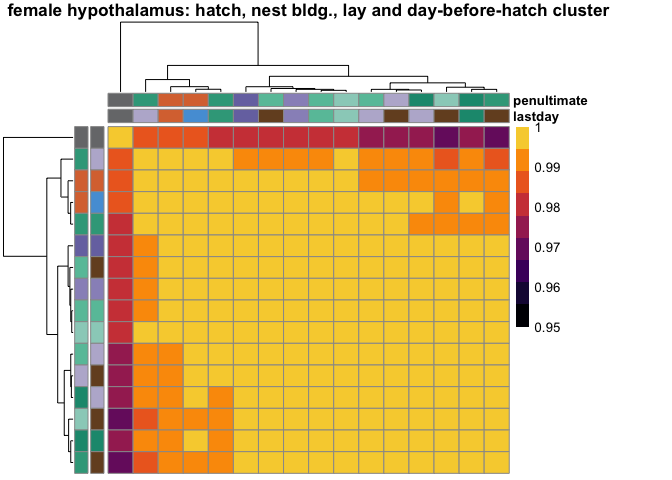 female hypothalamus: hatch, nest bldg., lay and day-before-hatch cluster
penultimate
lastday
1
0.99
0.98
0.97
0.96
0.95